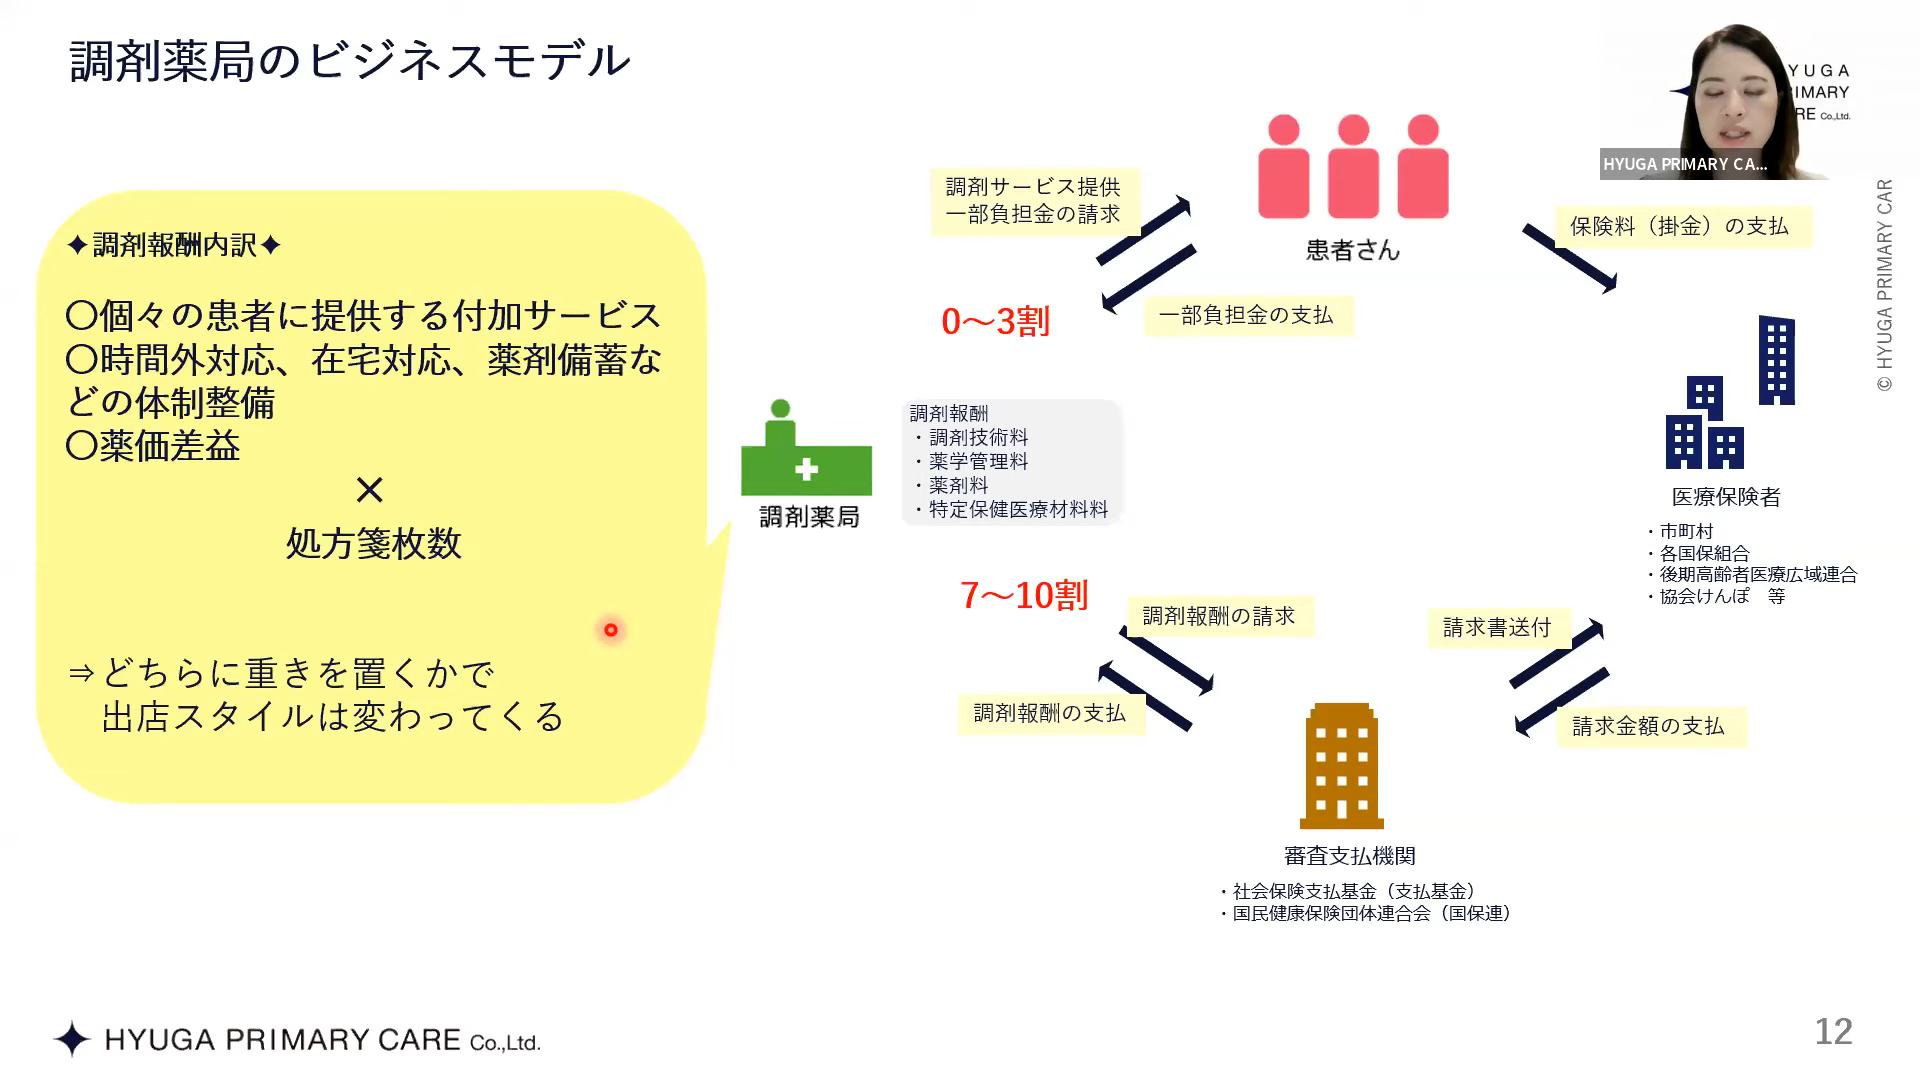 調剤薬局のビジネスモデル
YUGA
IMARY
RE Co.,Ltd.
HYUGA PRIMARY CA...
© HYUGA PRIMARY CAR
✦調剤報酬内訳✦
〇個々の患者に提供する付加サービス
〇時間外対応、在宅対応、薬剤備蓄な
どの体制整備
〇薬価差益
×
処方箋枚数
⇒どちらに重きを置くかで
出店スタイルは変わってくる
調剤サービス提供
一部負担金の請求
患者さん
保険料（掛金）の支払
0～3割
一部負担金の支払
調剤薬局
調剤報酬
・調剤技術料
・薬学管理料
・薬剤料
・特定保健医療材料料
医療保険者
・市町村
・各国保組合
・後期高齢者医療広域連合
・協会けんぽ　等
7～10割
調剤報酬の請求
調剤報酬の支払
請求書送付
請求金額の支払
審査支払機関
・社会保険支払基金（支払基金）
・国民健康保険団体連合会（国保連）
HYUGA PRIMARY CARE Co.,Ltd.
12